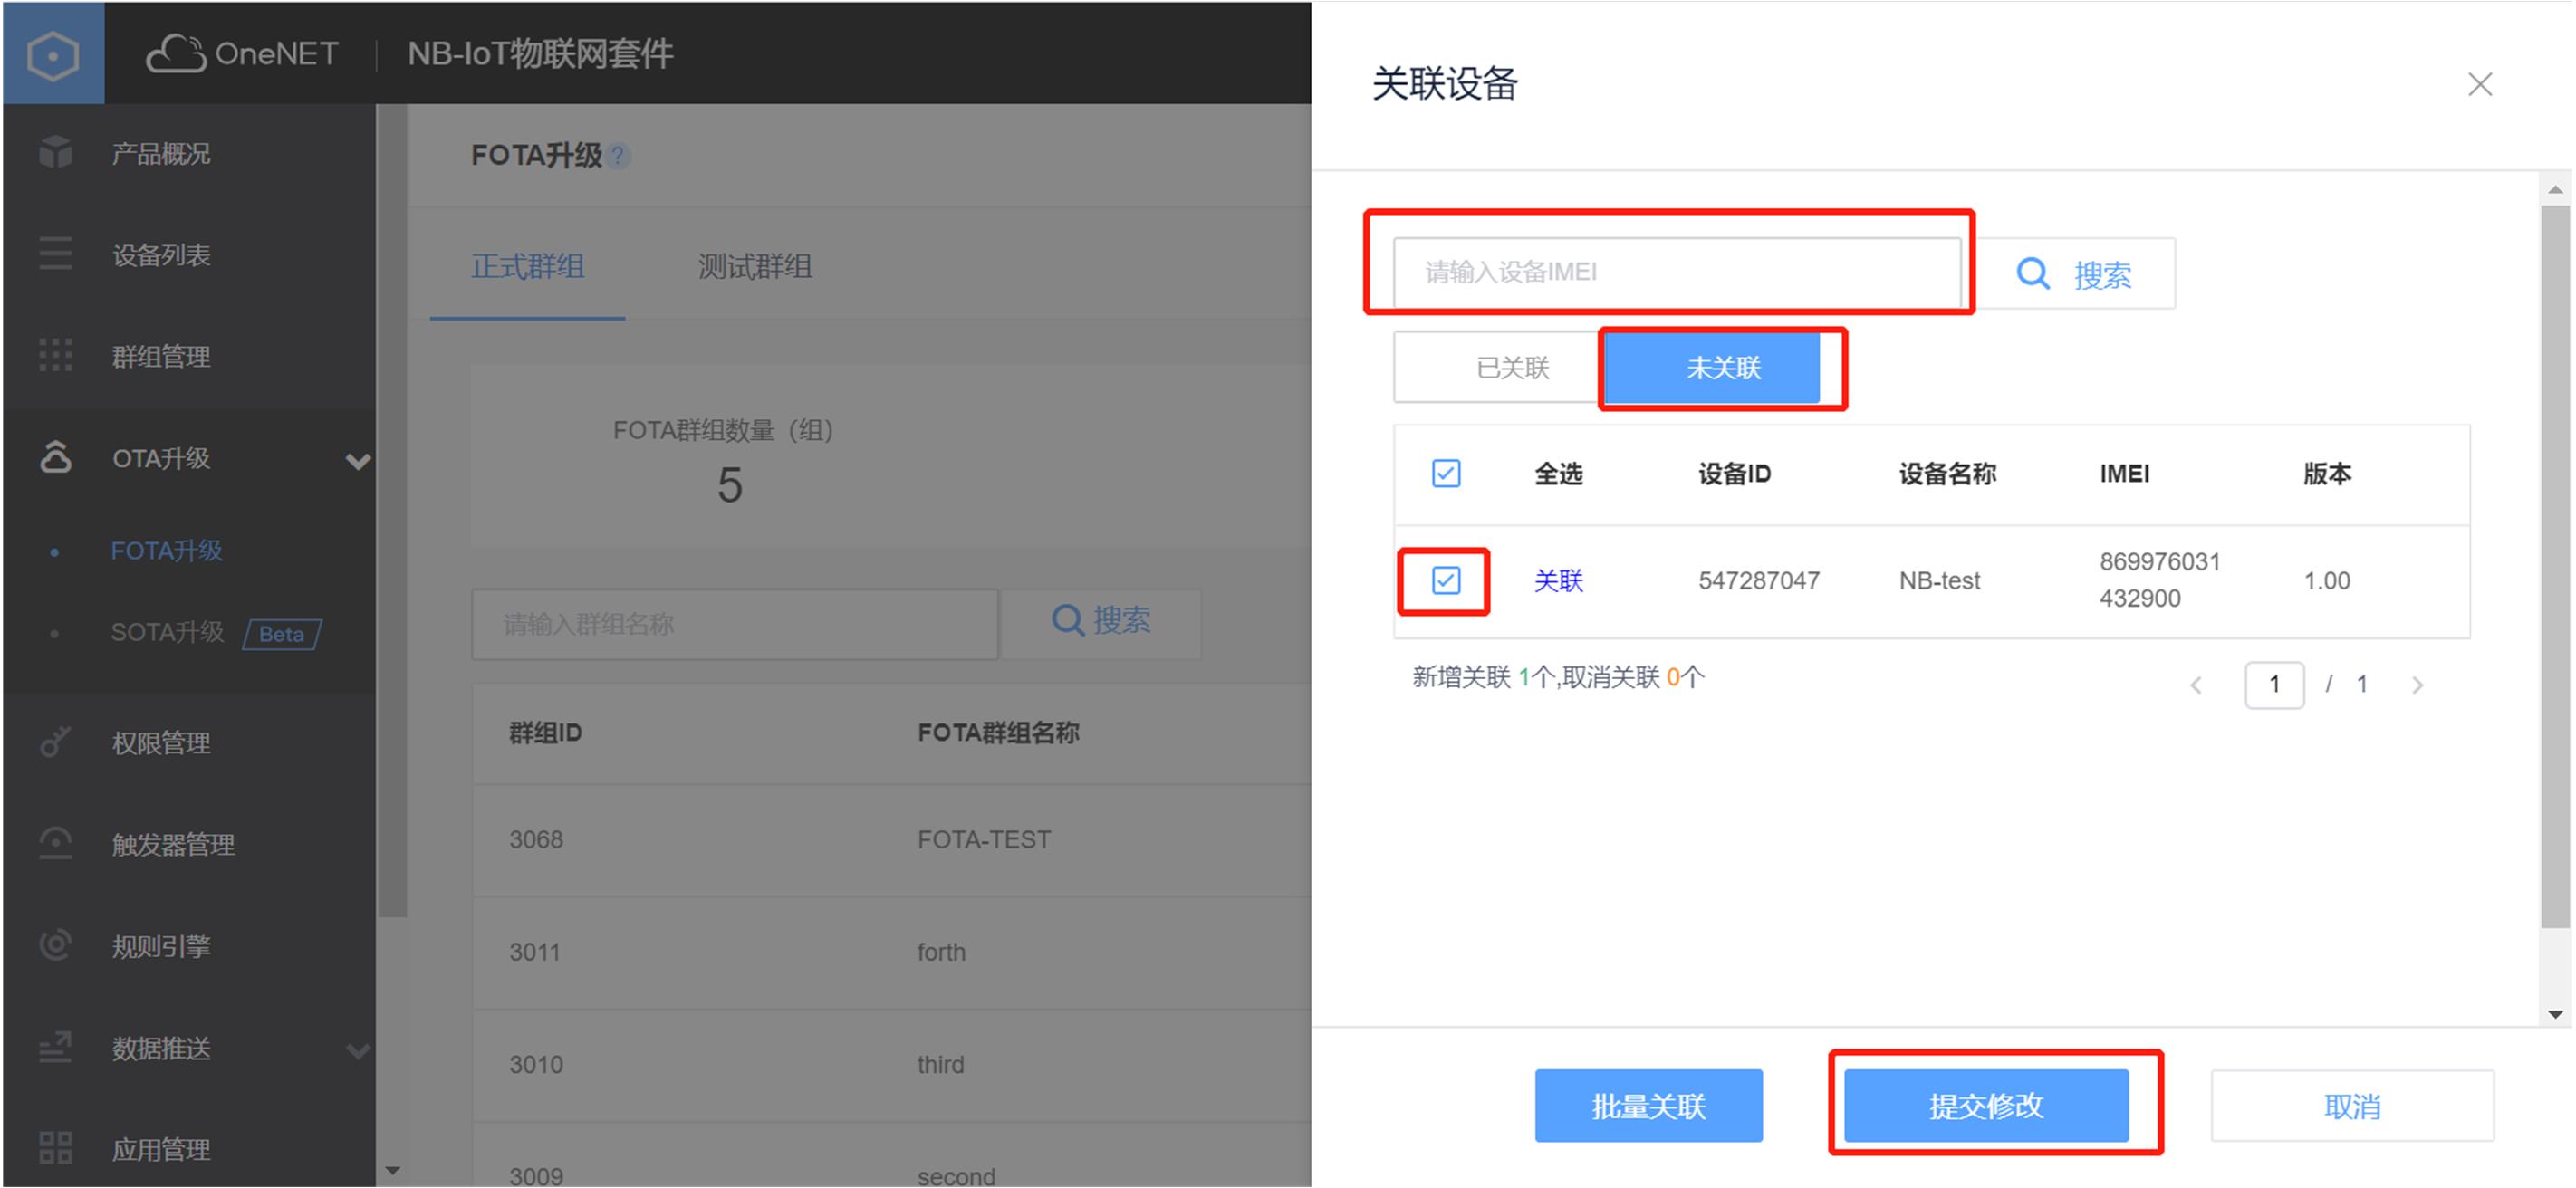 OneNET
NB-IoT物联网套件
产品概况
设备列表
群组管理
OTA升级
FOTA升级
SOTA升级 Beta
权限管理
触发器管理
规则引擎
数据推送
应用管理
FOTA升级 ?
正式群组 测试群组
FOTA群组数量（组）
5
请输入群组名称 搜索
群组ID FOTA群组名称
3068 FOTA-TEST
3011 forth
3010 third
3009 second
关联设备
请输入设备IMEI 搜索
已关联 未关联
全选 设备ID 设备名称 IMEI 版本
关联 547287047 NB-test 869976031 1.00
432900
新增关联 1个,取消关联 0个
1 / 1
批量关联 提交修改 取消